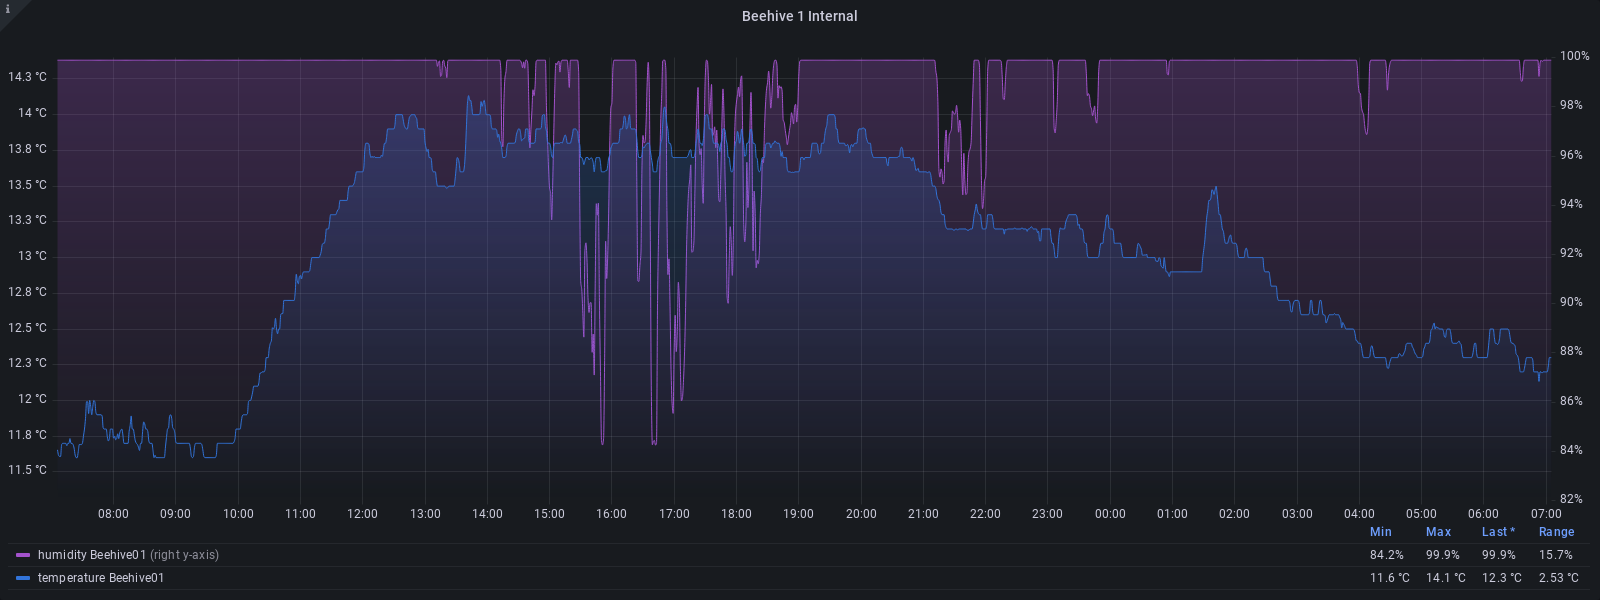 i
Beehive 1 Internal
14.3 °C
14 °C
13.8 °C
13.5 °C
13.3 °C
13 °C
12.8 °C
12.5 °C
12.3 °C
12 °C
11.8 °C
11.5 °C
100%
98%
96%
94%
92%
90%
88%
86%
84%
82%
08:00 09:00 10:00 11:00 12:00 13:00 14:00 15:00 16:00 17:00 18:00 19:00 20:00 21:00 22:00 23:00 00:00 01:00 02:00 03:00 04:00 05:00 06:00 07:00
Min Max Last * Range
humidity Beehive01 (right y-axis) 84.2% 99.9% 99.9% 15.7%
temperature Beehive01 11.6 °C 14.1 °C 12.3 °C 2.53 °C